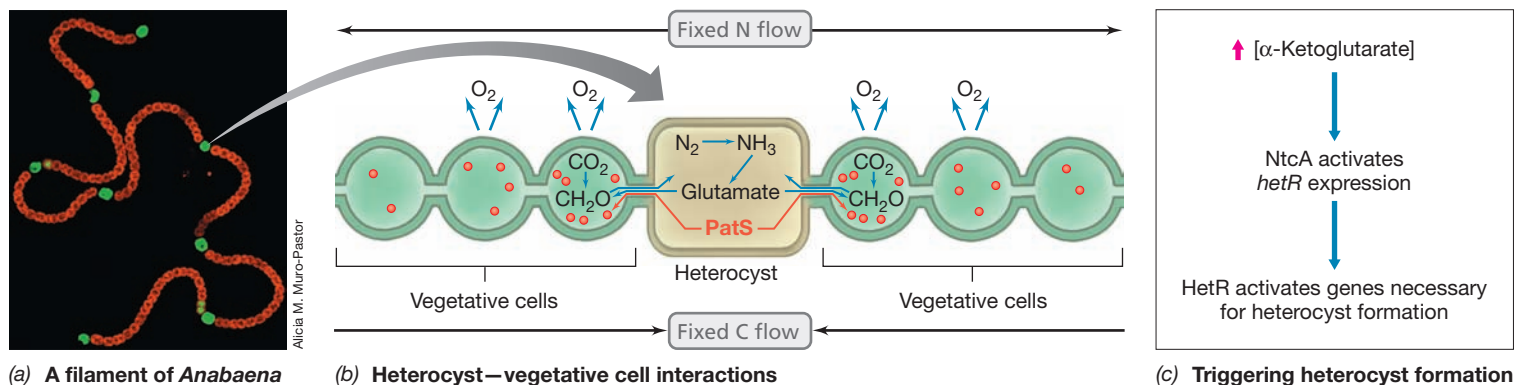 Alicia M. Muro-Pastor
(a) A filament of Anabaena
Fixed N flow
O2 O2 O2 O2
N2 NH3
CO2 CO2
CH2O Glutamate CH2O
PatS
Heterocyst
Vegetative cells Vegetative cells
Fixed C flow
(b) Heterocyst—vegetative cell interactions
[α-Ketoglutarate]
NtcA activates
hetR expression
HetR activates genes necessary
for heterocyst formation
(c) Triggering heterocyst formation